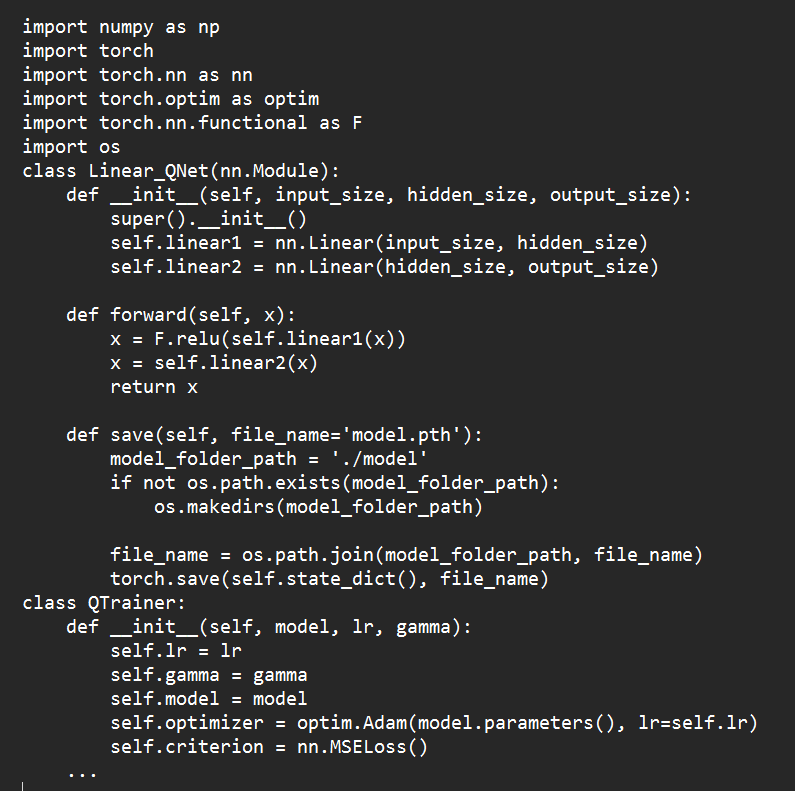 import numpy as np
import torch
import torch.nn as nn
import torch.optim as optim
import torch.nn.functional as F
import os
class Linear_QNet(nn.Module):
    def __init__(self, input_size, hidden_size, output_size):
        super().__init__()
        self.linear1 = nn.Linear(input_size, hidden_size)
        self.linear2 = nn.Linear(hidden_size, output_size)

    def forward(self, x):
        x = F.relu(self.linear1(x))
        x = self.linear2(x)
        return x

    def save(self, file_name='model.pth'):
        model_folder_path = './model'
        if not os.path.exists(model_folder_path):
            os.makedirs(model_folder_path)

        file_name = os.path.join(model_folder_path, file_name)
        torch.save(self.state_dict(), file_name)
class QTrainer:
    def __init__(self, model, lr, gamma):
        self.lr = lr
        self.gamma = gamma
        self.model = model
        self.optimizer = optim.Adam(model.parameters(), lr=self.lr)
        self.criterion = nn.MSELoss()
    ...